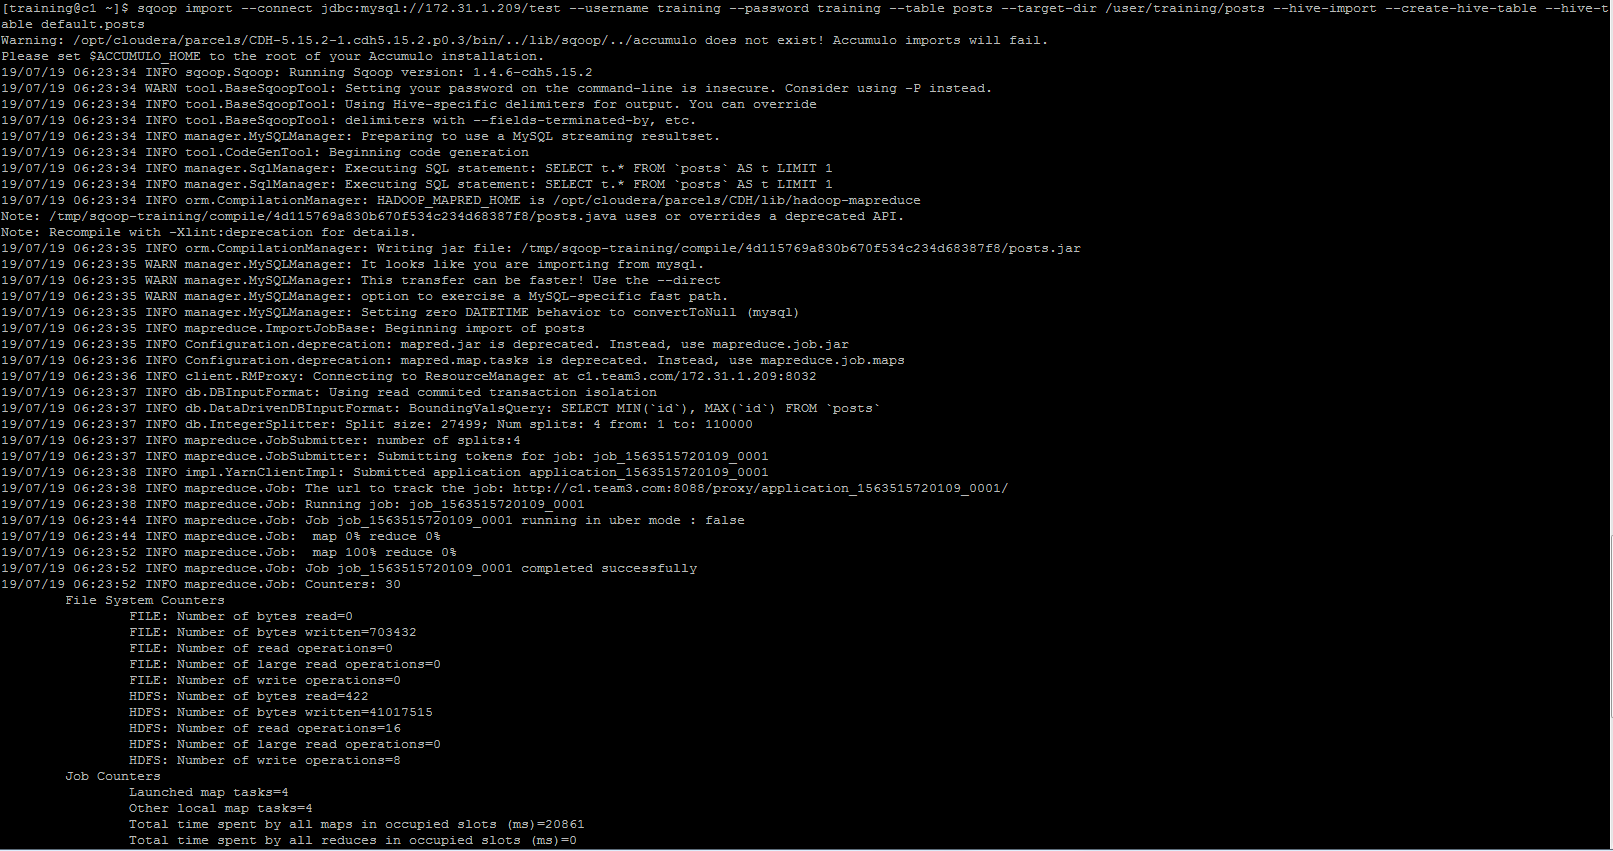 [training@c1 ~]$ sqoop import --connect jdbc:mysql://172.31.1.209/test --username training --password training --table posts --target-dir /user/training/posts --hive-import --create-hive-table --hive-t
able default.posts
Warning: /opt/cloudera/parcels/CDH-5.15.2-1.cdh5.15.2.p0.3/bin/../lib/sqoop/../accumulo does not exist! Accumulo imports will fail.
Please set $ACCUMULO_HOME to the root of your Accumulo installation.
19/07/19 06:23:34 INFO sqoop.Sqoop: Running Sqoop version: 1.4.6-cdh5.15.2
19/07/19 06:23:34 WARN tool.BaseSqoopTool: Setting your password on the command-line is insecure. Consider using -P instead.
19/07/19 06:23:34 INFO tool.BaseSqoopTool: Using Hive-specific delimiters for output. You can override
19/07/19 06:23:34 INFO tool.BaseSqoopTool: delimiters with --fields-terminated-by, etc.
19/07/19 06:23:34 INFO manager.MySQLManager: Preparing to use a MySQL streaming resultset.
19/07/19 06:23:34 INFO tool.CodeGenTool: Beginning code generation
19/07/19 06:23:34 INFO manager.SqlManager: Executing SQL statement: SELECT t.* FROM `posts` AS t LIMIT 1
19/07/19 06:23:34 INFO manager.SqlManager: Executing SQL statement: SELECT t.* FROM `posts` AS t LIMIT 1
19/07/19 06:23:34 INFO orm.CompilationManager: HADOOP_MAPRED_HOME is /opt/cloudera/parcels/CDH/lib/hadoop-mapreduce
Note: /tmp/sqoop-training/compile/4d115769a830b670f534c234d68387f8/posts.java uses or overrides a deprecated API.
Note: Recompile with -Xlint:deprecation for details.
19/07/19 06:23:35 INFO orm.CompilationManager: Writing jar file: /tmp/sqoop-training/compile/4d115769a830b670f534c234d68387f8/posts.jar
19/07/19 06:23:35 WARN manager.MySQLManager: It looks like you are importing from mysql.
19/07/19 06:23:35 WARN manager.MySQLManager: This transfer can be faster! Use the --direct
19/07/19 06:23:35 WARN manager.MySQLManager: option to exercise a MySQL-specific fast path.
19/07/19 06:23:35 INFO manager.MySQLManager: Setting zero DATETIME behavior to convertToNull (mysql)
19/07/19 06:23:35 INFO mapreduce.ImportJobBase: Beginning import of posts
19/07/19 06:23:35 INFO Configuration.deprecation: mapred.jar is deprecated. Instead, use mapreduce.job.jar
19/07/19 06:23:36 INFO Configuration.deprecation: mapred.map.tasks is deprecated. Instead, use mapreduce.job.maps
19/07/19 06:23:36 INFO client.RMProxy: Connecting to ResourceManager at c1.team3.com/172.31.1.209:8032
19/07/19 06:23:37 INFO db.DBInputFormat: Using read commited transaction isolation
19/07/19 06:23:37 INFO db.DataDrivenDBInputFormat: BoundingValsQuery: SELECT MIN(`id`), MAX(`id`) FROM `posts`
19/07/19 06:23:37 INFO db.IntegerSplitter: Split size: 27499; Num splits: 4 from: 1 to: 110000
19/07/19 06:23:37 INFO mapreduce.JobSubmitter: number of splits:4
19/07/19 06:23:37 INFO mapreduce.JobSubmitter: Submitting tokens for job: job_1563515720109_0001
19/07/19 06:23:38 INFO impl.YarnClientImpl: Submitted application application_1563515720109_0001
19/07/19 06:23:38 INFO mapreduce.Job: The url to track the job: http://c1.team3.com:8088/proxy/application_1563515720109_0001/
19/07/19 06:23:38 INFO mapreduce.Job: Running job: job_1563515720109_0001
19/07/19 06:23:44 INFO mapreduce.Job: Job job_1563515720109_0001 running in uber mode : false
19/07/19 06:23:44 INFO mapreduce.Job:  map 0% reduce 0%
19/07/19 06:23:52 INFO mapreduce.Job:  map 100% reduce 0%
19/07/19 06:23:52 INFO mapreduce.Job: Job job_1563515720109_0001 completed successfully
19/07/19 06:23:52 INFO mapreduce.Job: Counters: 30
File System Counters
FILE: Number of bytes read=0
FILE: Number of bytes written=703432
FILE: Number of read operations=0
FILE: Number of large read operations=0
FILE: Number of write operations=0
HDFS: Number of bytes read=422
HDFS: Number of bytes written=41017515
HDFS: Number of read operations=16
HDFS: Number of large read operations=0
HDFS: Number of write operations=8
Job Counters
Launched map tasks=4
Other local map tasks=4
Total time spent by all maps in occupied slots (ms)=20861
Total time spent by all reduces in occupied slots (ms)=0